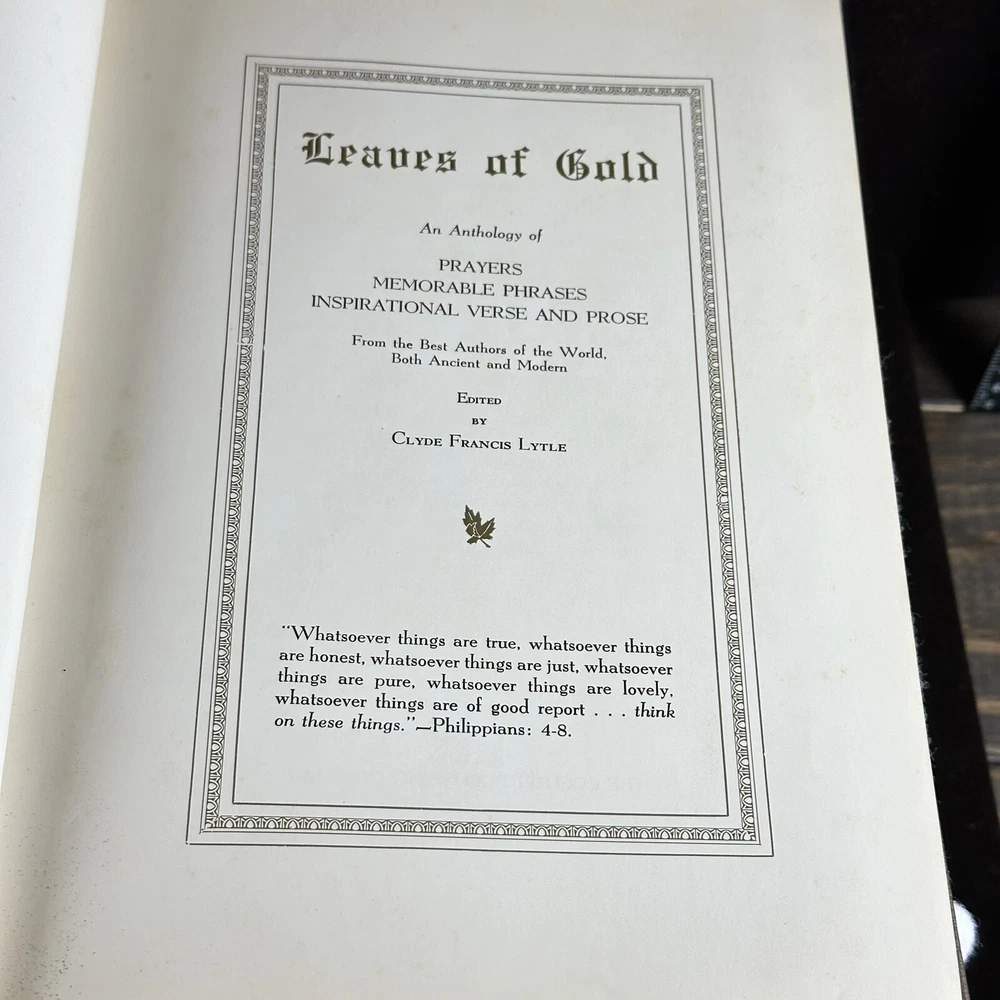 Leaves of Gold
An Anthology of
PRAYERS
MEMORABLE PHRASES
INSPIRATIONAL VERSE AND PROSE
From the Best Authors of the World,
Both Ancient and Modern
EDITED
BY
CLYDE FRANCIS LYTLE
"Whatsoever things are true, whatsoever things
are honest, whatsoever things are just, whatsoever
things are pure, whatsoever things are lovely,
whatsoever things are of good report . . . think
on these things."—Philippians: 4-8.